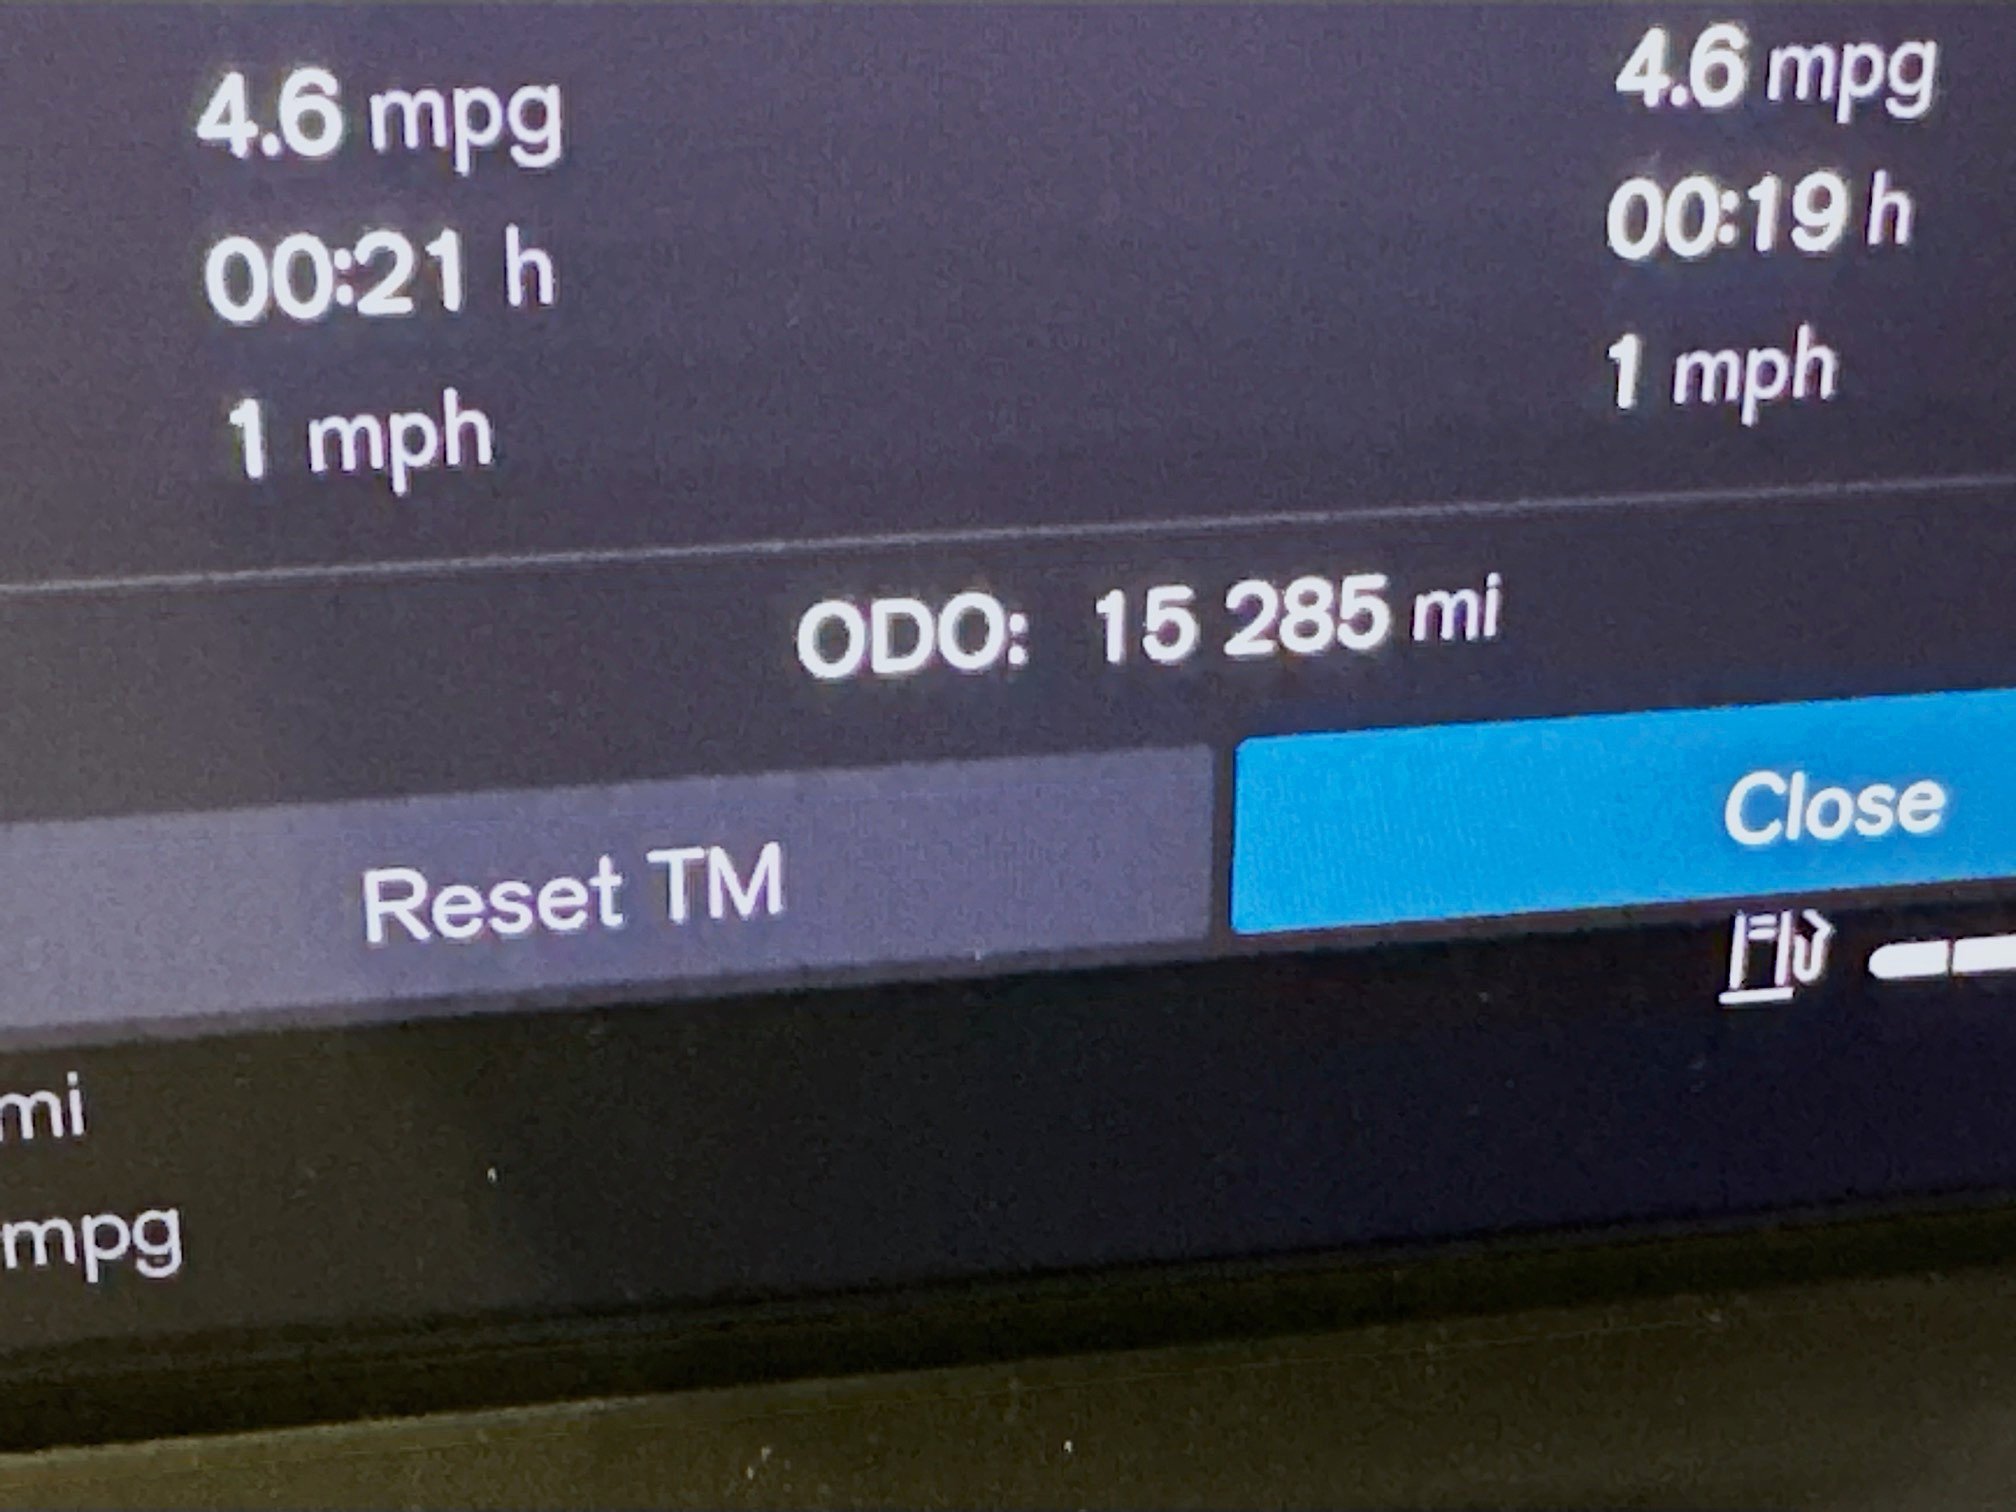 4.6 mpg 4.6 mpg
00:21 h 00:19 h
1 mph 1 mph
ODO: 15 285 mi
Reset TM Close
mi
mpg